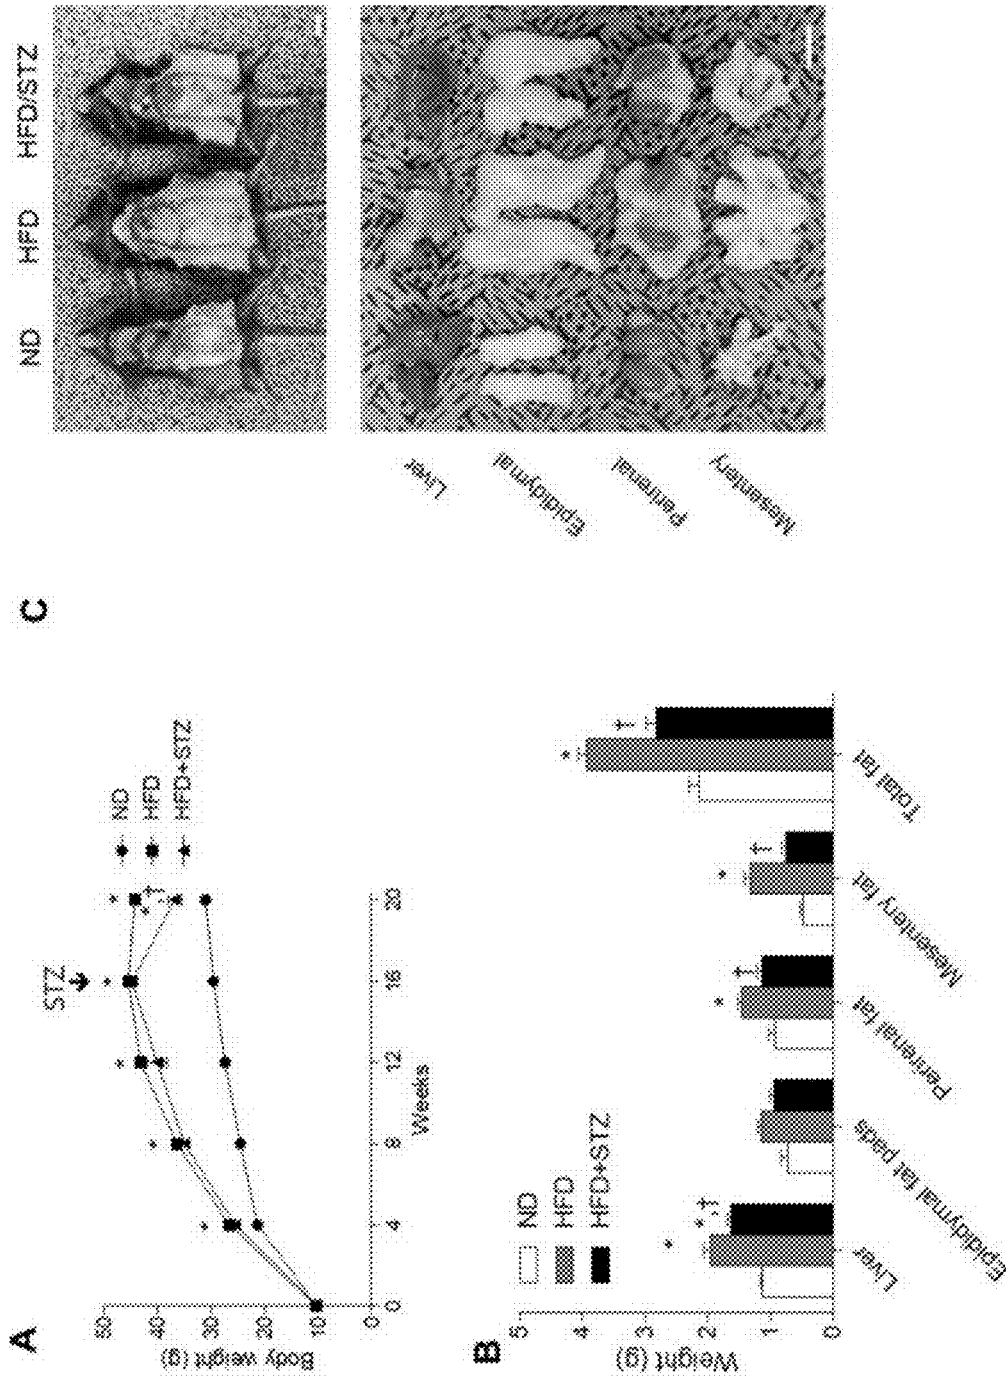 A
STZ
ND
HFD
HFD+STZ
50
40
30
20
10
0
Body weight (g)
0 4 8 12 16 20
Weeks
*
*
*
*
*
*†
B
ND
HFD
HFD+STZ
5
4
3
2
1
0
Weight (g)
*
*†
*
†
*
†
*
†
Liver
Epididymal fat pads
Perirenal fat
Mesentery fat
Total fat
C
ND HFD HFD/STZ
Liver
Epididymal
Perirenal
Mesentery